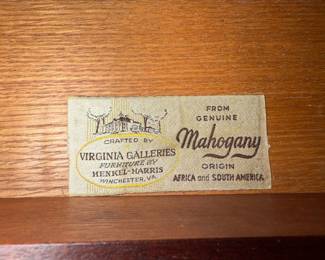 CRAFTED BY
VIRGINIA GALLERIES
FURNITURE BY
HENKEL-HARRIS
WINCHESTER, VA.
FROM
GENUINE
Mahogany
ORIGIN
AFRICA and SOUTH AMERICA